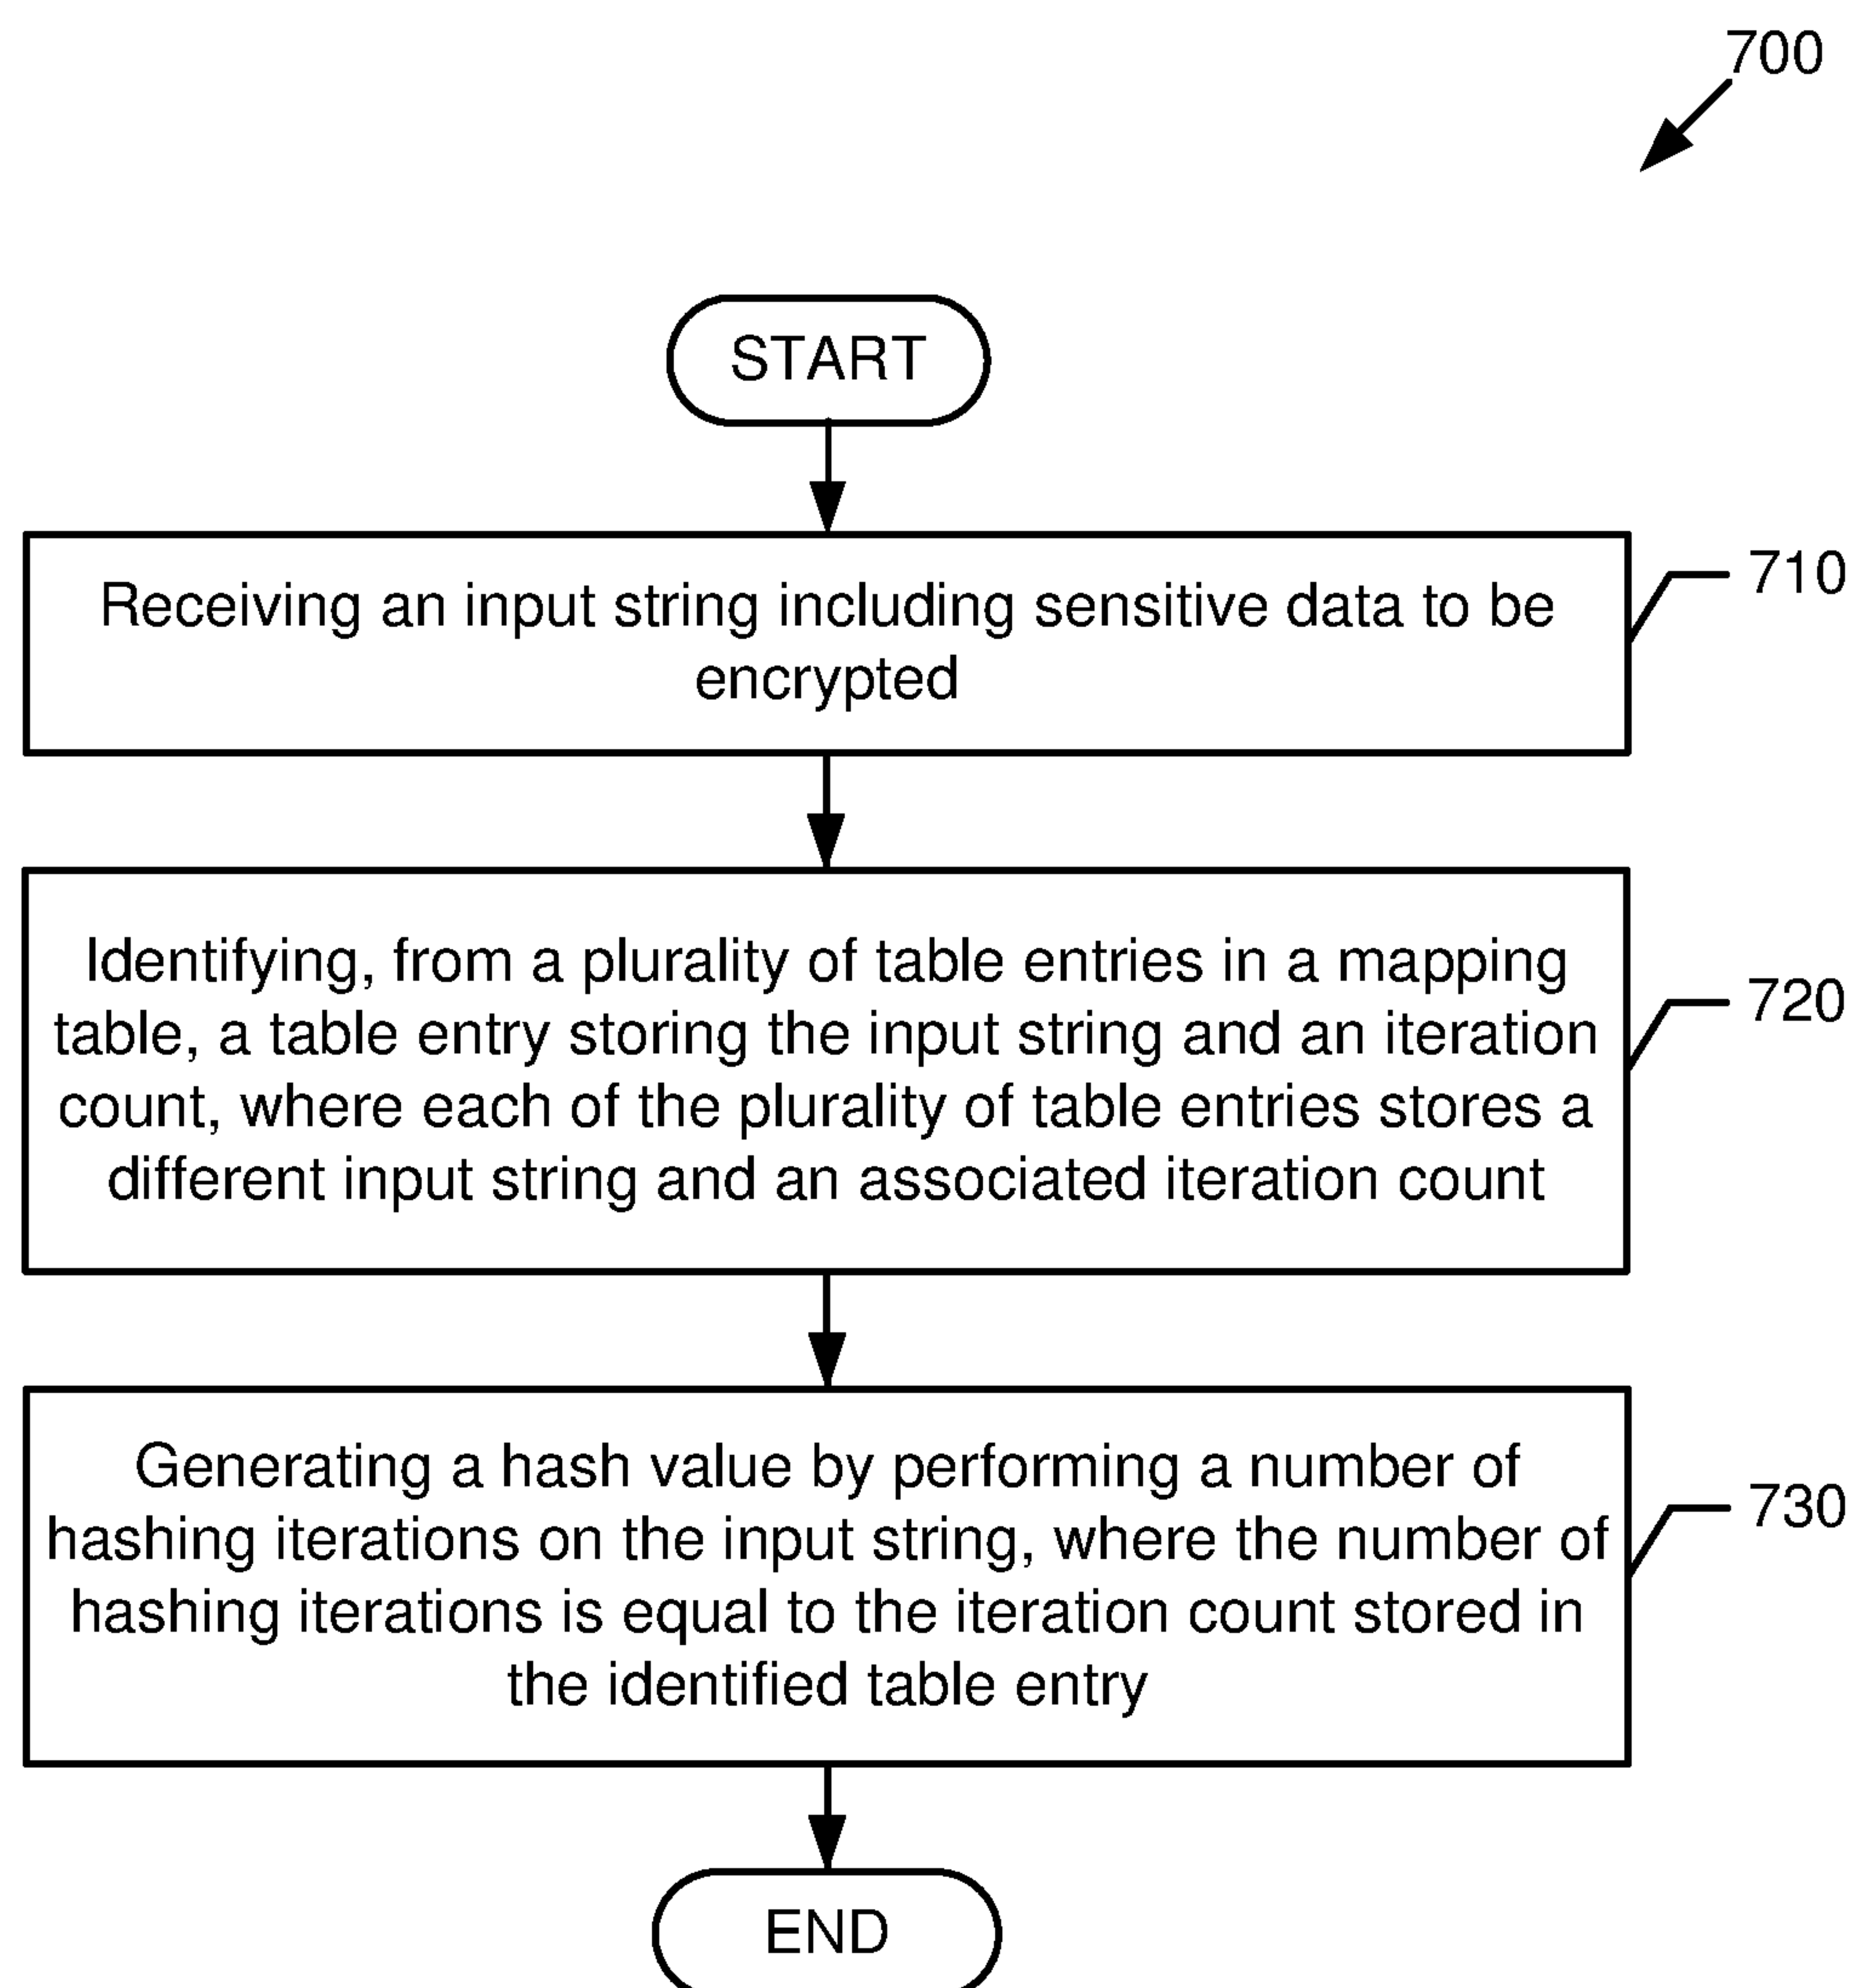 700
START
Receiving an input string including sensitive data to be
encrypted
710
Identifying, from a plurality of table entries in a mapping
table, a table entry storing the input string and an iteration
count, where each of the plurality of table entries stores a
different input string and an associated iteration count
720
Generating a hash value by performing a number of
hashing iterations on the input string, where the number of
hashing iterations is equal to the iteration count stored in
the identified table entry
730
END